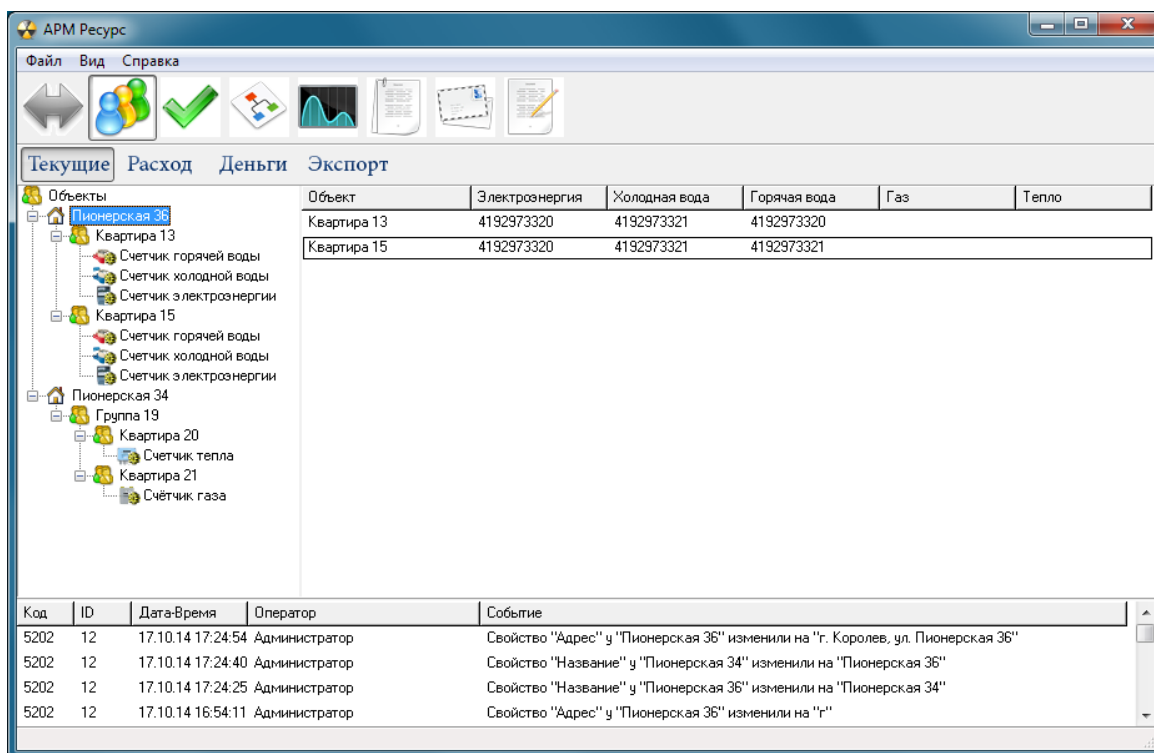 АРМ Ресурс
Файл Вид Справка
Текущие Расход Деньги Экспорт
Объекты
Пионерская 36
Квартира 13
Счетчик горячей воды
Счетчик холодной воды
Счетчик электроэнергии
Квартира 15
Счетчик горячей воды
Счетчик холодной воды
Счетчик электроэнергии
Пионерская 34
Группа 19
Квартира 20
Счетчик тепла
Квартира 21
Счётчик газа
Объект Электроэнергия Холодная вода Горячая вода Газ Тепло
Квартира 13 4192973320 4192973321 4192973320
Квартира 15 4192973320 4192973321 4192973321
Код ID Дата-Время Оператор Событие
5202 12 17.10.14 17:24:54 Администратор Свойство "Адрес" у "Пионерская 36" изменили на "г. Королев, ул. Пионерская 36"
5202 12 17.10.14 17:24:40 Администратор Свойство "Название" у "Пионерская 34" изменили на "Пионерская 36"
5202 12 17.10.14 17:24:25 Администратор Свойство "Название" у "Пионерская 36" изменили на "Пионерская 34"
5202 12 17.10.14 16:54:11 Администратор Свойство "Адрес" у "Пионерская 36" изменили на "г"